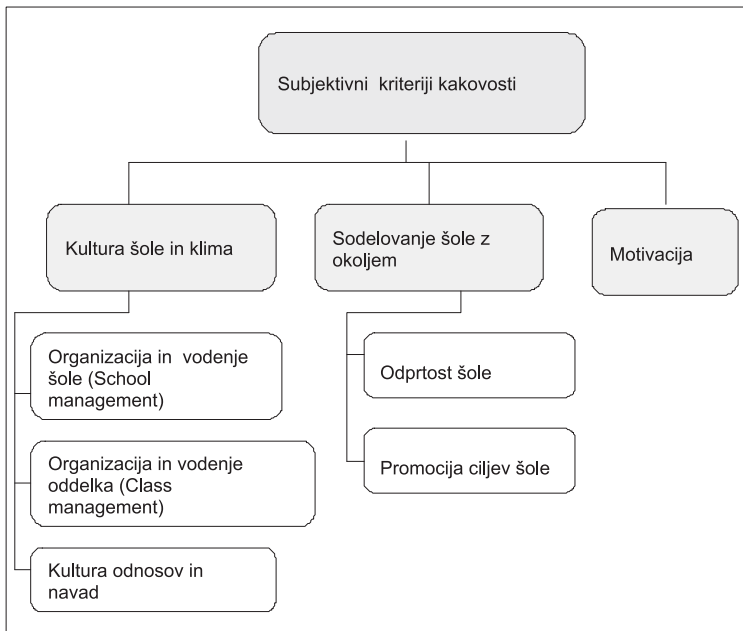 Subjektivni kriteriji kakovosti
Kultura šole in klima
Sodelovanje šole z
okoljem
Motivacija
Organizacija in vodenje
šole (School
management)
Organizacija in vodenje
oddelka (Class
management)
Kultura odnosov in
navad
Odprtost šole
Promocija ciljev šole